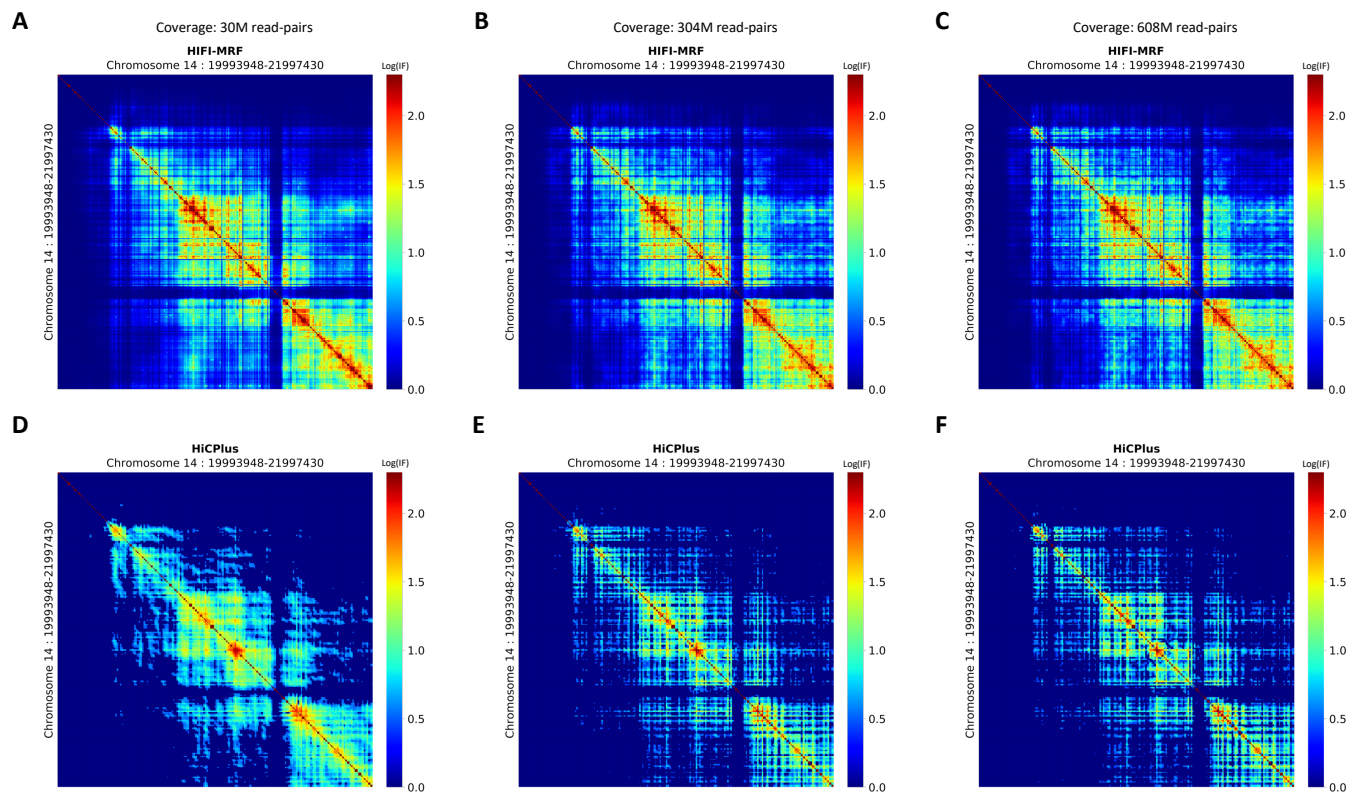 A
Coverage: 30M read-pairs
HIFI-MRF
Chromosome 14 : 19993948-21997430
Log(IF)
Chromosome 14 : 19993948-21997430
2.0
1.5
1.0
0.5
0.0
B
Coverage: 304M read-pairs
HIFI-MRF
Chromosome 14 : 19993948-21997430
Log(IF)
Chromosome 14 : 19993948-21997430
2.0
1.5
1.0
0.5
0.0
C
Coverage: 608M read-pairs
HIFI-MRF
Chromosome 14 : 19993948-21997430
Log(IF)
Chromosome 14 : 19993948-21997430
2.0
1.5
1.0
0.5
0.0
D
HiCPlus
Chromosome 14 : 19993948-21997430
Log(IF)
Chromosome 14 : 19993948-21997430
2.0
1.5
1.0
0.5
0.0
E
HiCPlus
Chromosome 14 : 19993948-21997430
Log(IF)
Chromosome 14 : 19993948-21997430
2.0
1.5
1.0
0.5
0.0
F
HiCPlus
Chromosome 14 : 19993948-21997430
Log(IF)
Chromosome 14 : 19993948-21997430
2.0
1.5
1.0
0.5
0.0